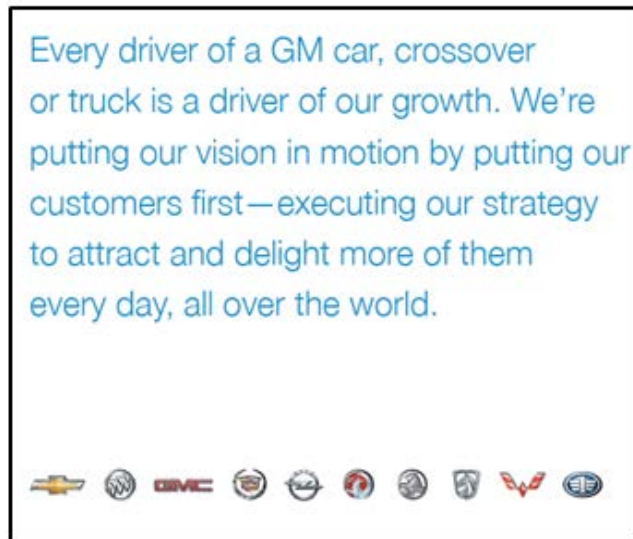 Every driver of a GM car, crossover
or truck is a driver of our growth. We’re
putting our vision in motion by putting our
customers first—executing our strategy
to attract and delight more of them
every day, all over the world.
GMC